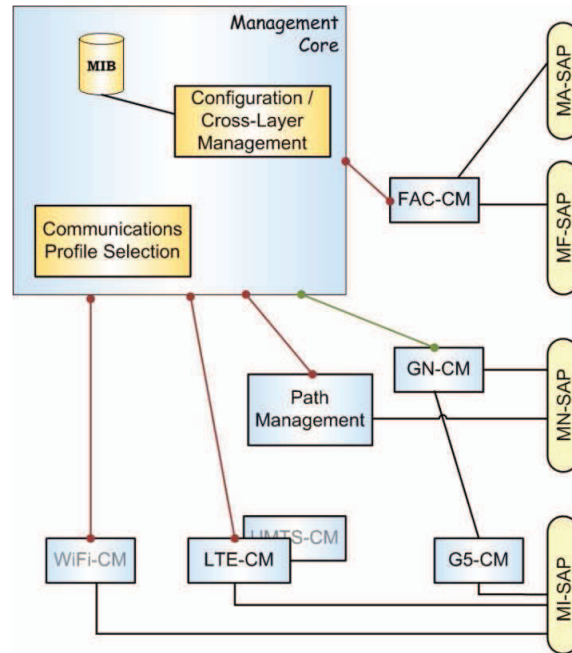 Management
Core
MIB
Configuration /
Cross-Layer
Management
Communications
Profile Selection
FAC-CM
MA-SAP
MF-SAP
GN-CM
Path
Management
MN-SAP
UMTS-CM
WiFi-CM
LTE-CM
G5-CM
MI-SAP